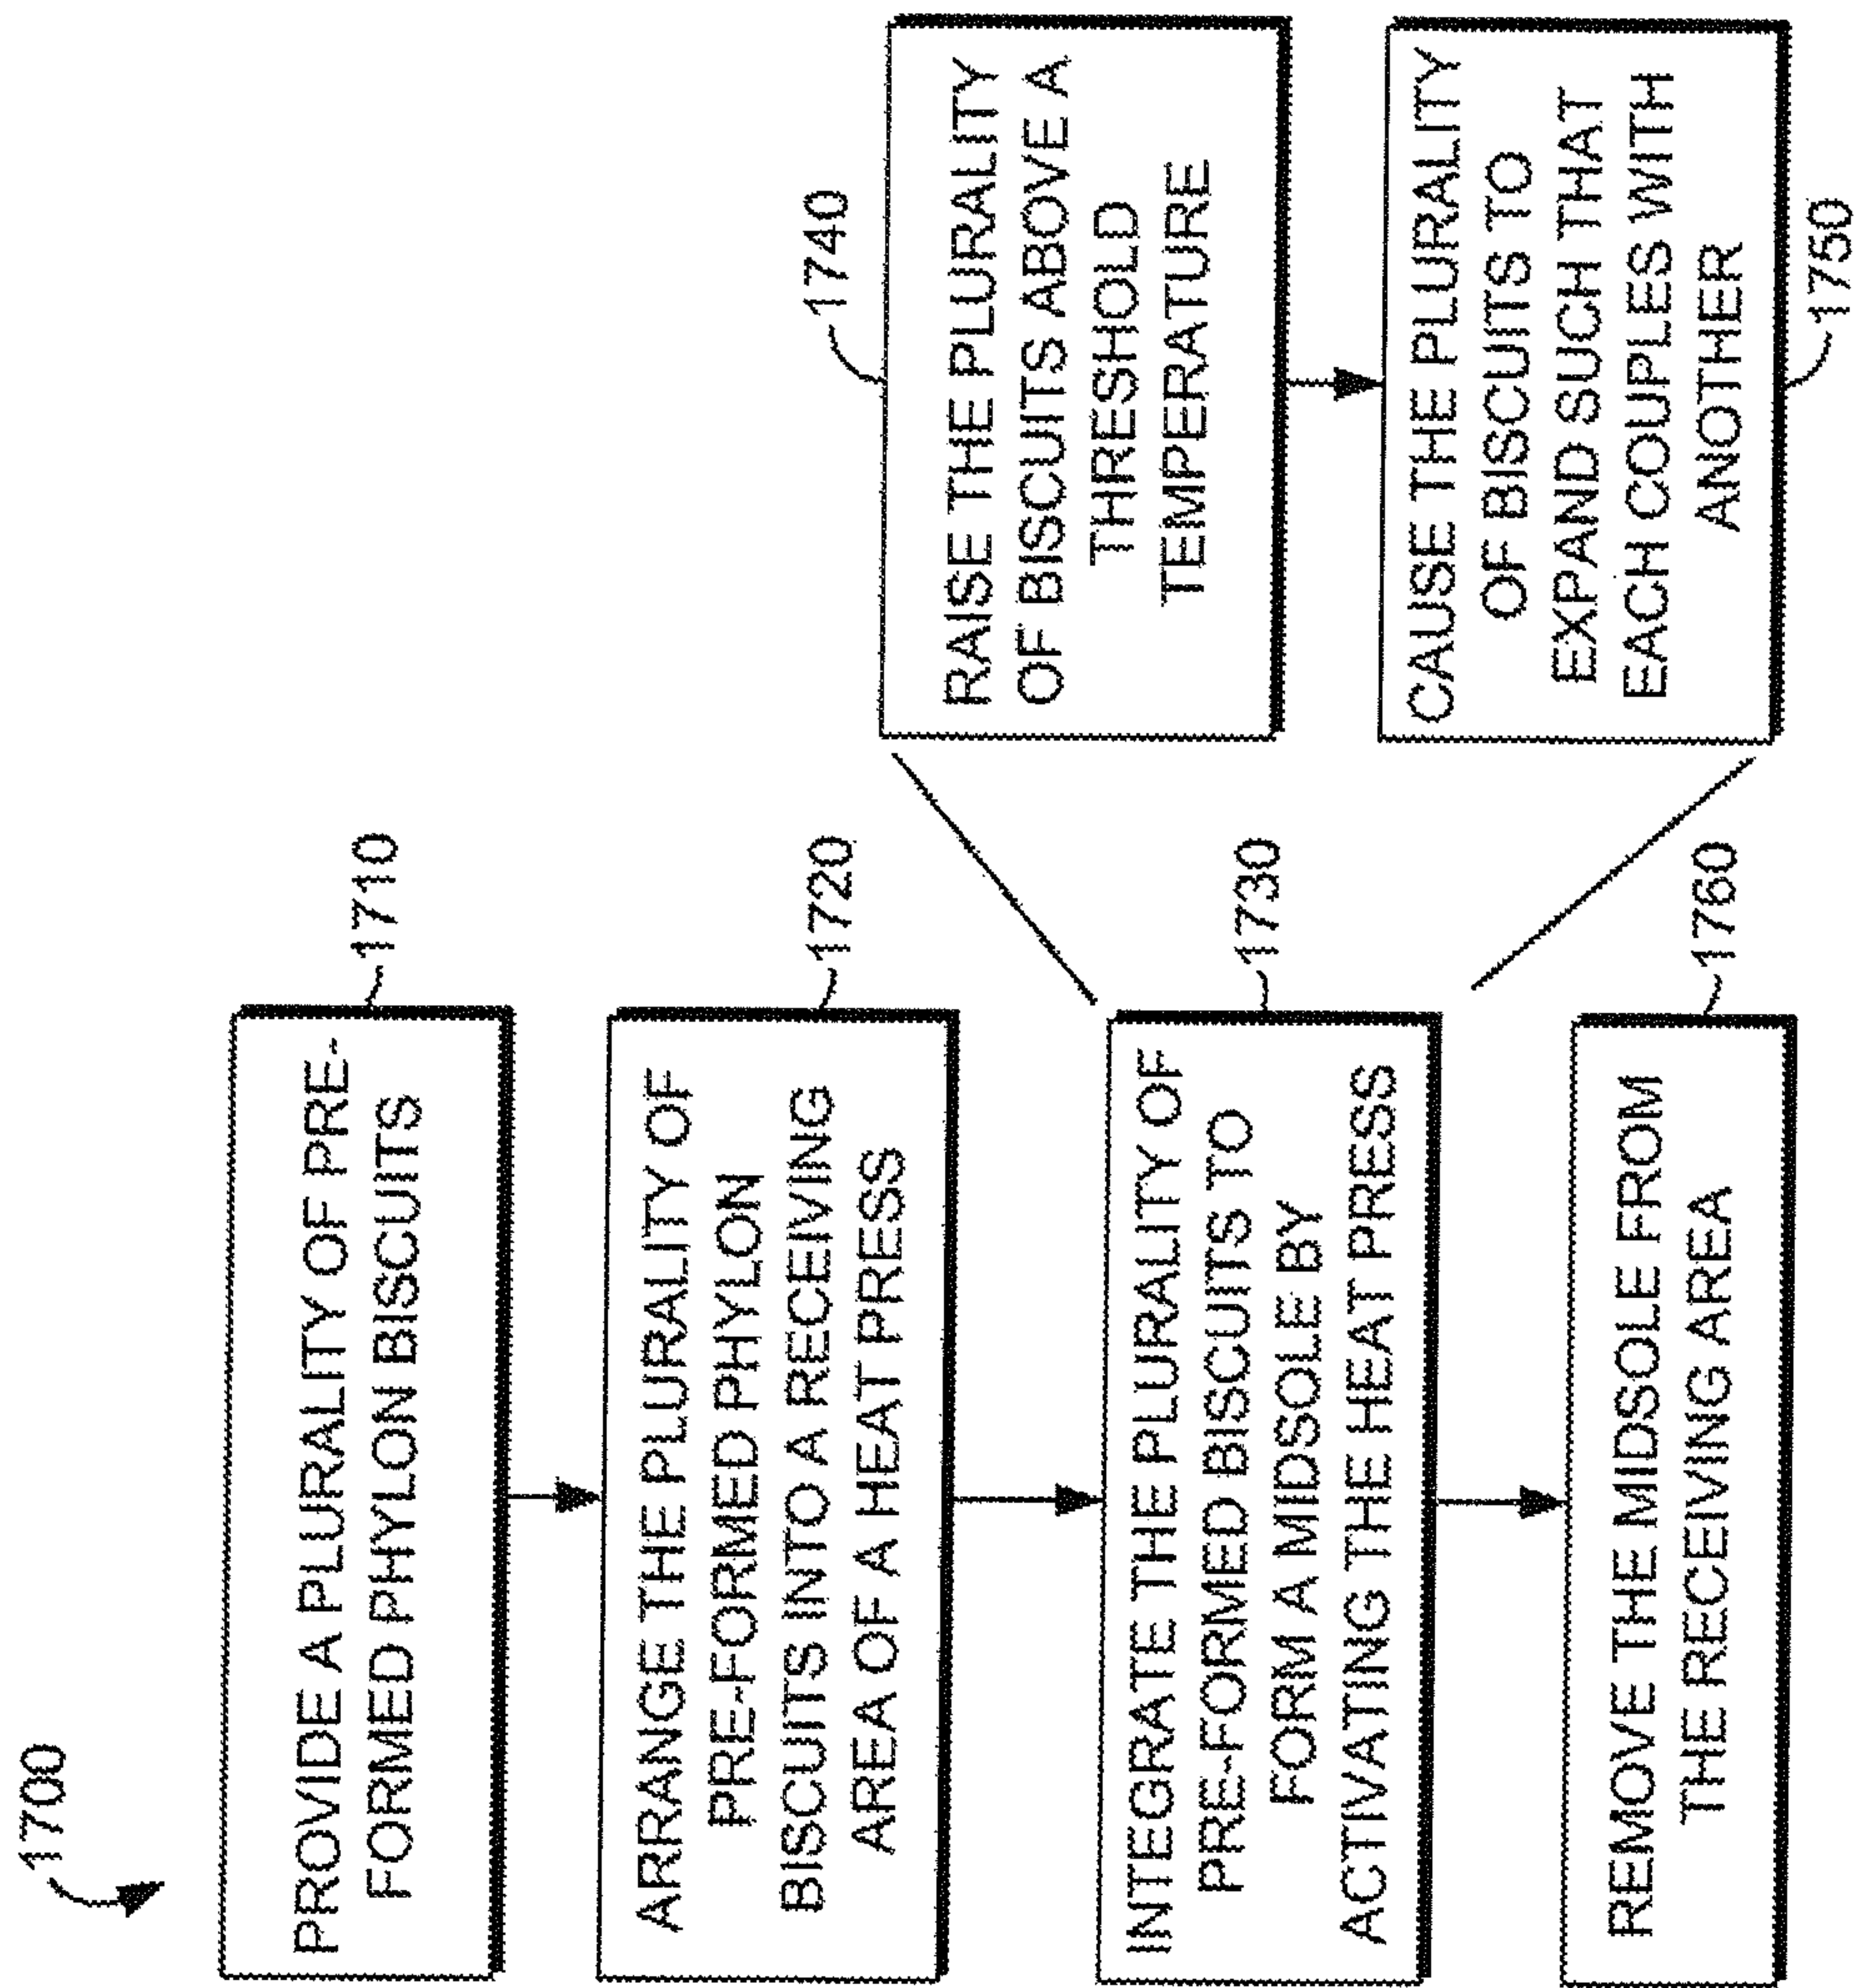 1700
PROVIDE A PLURALITY OF PRE-
FORMED PHYLON BISCUITS
1710
ARRANGE THE PLURALITY OF
PRE-FORMED PHYLON
BISCUITS INTO A RECEIVING
AREA OF A HEAT PRESS
1720
INTEGRATE THE PLURALITY OF
PRE-FORMED BISCUITS TO
FORM A MIDSOLE BY
ACTIVATING THE HEAT PRESS
1730
RAISE THE PLURALITY
OF BISCUITS ABOVE A
THRESHOLD
TEMPERATURE
1740
CAUSE THE PLURALITY
OF BISCUITS TO
EXPAND SUCH THAT
EACH COUPLES WITH
ANOTHER
1750
REMOVE THE MIDSOLE FROM
THE RECEIVING AREA
1760